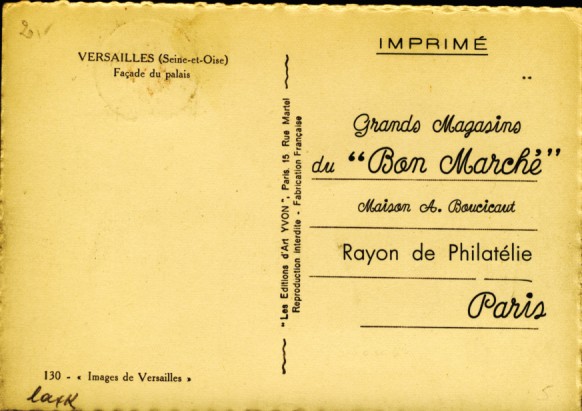 VERSAILLES (Seine-et-Oise)
Façade du palais
130 - « Images de Versailles »
"Les Editions d'Art YVON", Paris. 15 Rue Martel
Reproduction interdite - Fabrication Française
IMPRIMÉ
Grands Magasins
du "Bon Marché"
Maison A. Boucicaut
Rayon de Philatélie
Paris